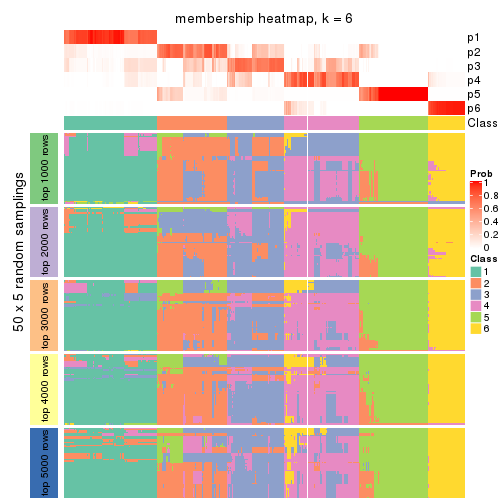 membership heatmap, k = 6
p1
p2
p3
p4
p5
p6
Class
50 x 5 random samplings
top 1000 rows
top 2000 rows
top 3000 rows
top 4000 rows
top 5000 rows
Prob
1
0.8
0.6
0.4
0.2
0
Class
1
2
3
4
5
6